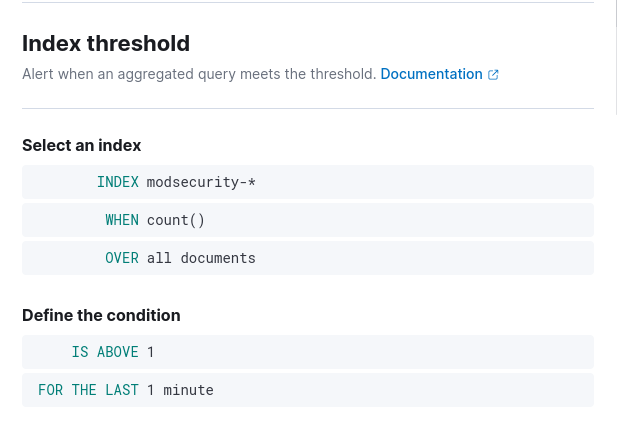 Index threshold
Alert when an aggregated query meets the threshold. Documentation
Select an index
INDEX modsecurity-*
WHEN count()
OVER all documents
Define the condition
IS ABOVE 1
FOR THE LAST 1 minute